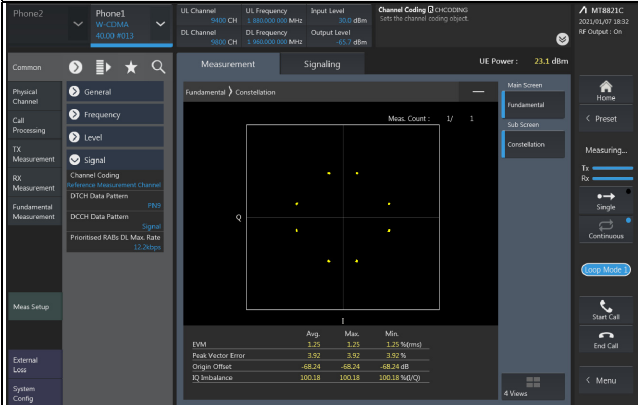 Phone2
Phone1
W-CDMA
40.00 #013
UL Channel
9400 CH
UL Frequency
1 880.000 000 MHz
Input Level
30.0 dBm
DL Channel
9800 CH
DL Frequency
1 960.000 000 MHz
Output Level
-65.7 dBm
Channel Coding CHCODING
Sets the channel coding object.
MT8821C
2021/01/07 18:32
RF Output : On
Common
Physical
Channel
Call
Processing
TX
Measurement
RX
Measurement
Fundamental
Measurement
Meas Setup
External
Loss
System
Config
General
Frequency
Level
Signal
Channel Coding
Reference Measurement Channel
DTCH Data Pattern
PN9
DCCH Data Pattern
Signal
Prioritised RABs DL Max. Rate
12.2kbps
Measurement
Signaling
UE Power : 23.1 dBm
Fundamental Constellation
Meas. Count : 1/ 1
Q
I
Avg. Max. Min.
EVM 1.25 1.25 1.25 %(rms)
Peak Vector Error 3.92 3.92 3.92 %
Origin Offset -68.24 -68.24 -68.24 dB
IQ Imbalance 100.18 100.18 100.18 %(I/Q)
Main Screen
Fundamental
Sub Screen
Constellation
4 Views
Home
< Preset
Measuring...
Tx
Rx
Single
Continuous
Loop Mode 1
Start Call
End Call
< Menu